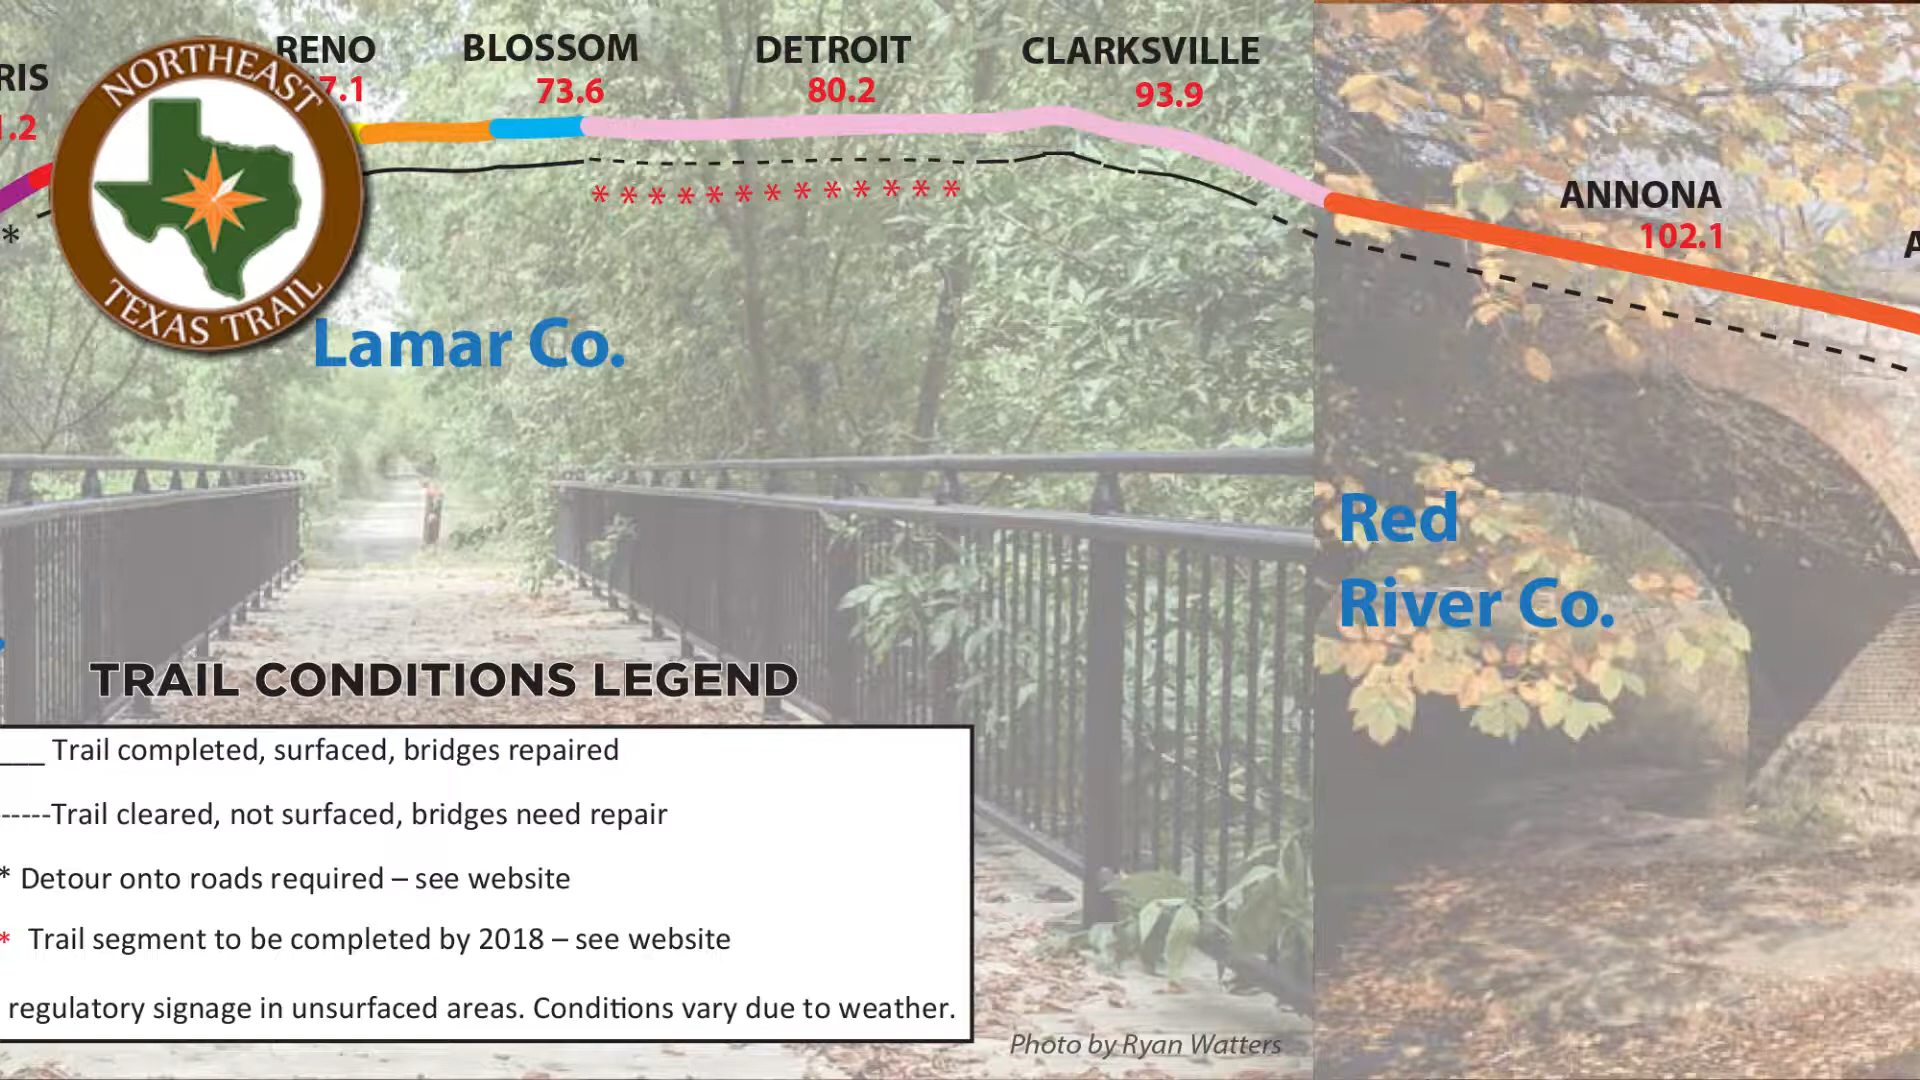 RIS
1.2
NORTHEAST
TEXAS TRAIL
RENO
7.1
BLOSSOM
73.6
DETROIT
80.2
CLARKSVILLE
93.9
ANNONA
102.1
A
*
* * * * * * * * * * * * *
Lamar Co.
Red
River Co.
TRAIL CONDITIONS LEGEND
___ Trail completed, surfaced, bridges repaired
-----Trail cleared, not surfaced, bridges need repair
* Detour onto roads required – see website
* Trail segment to be completed by 2018 – see website
regulatory signage in unsurfaced areas. Conditions vary due to weather.
Photo by Ryan Watters